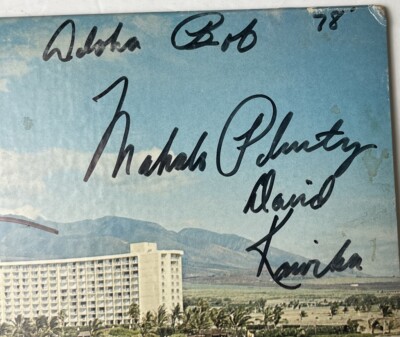 Aloha Bob 78'
Mahalo Plenty
David
Kawika